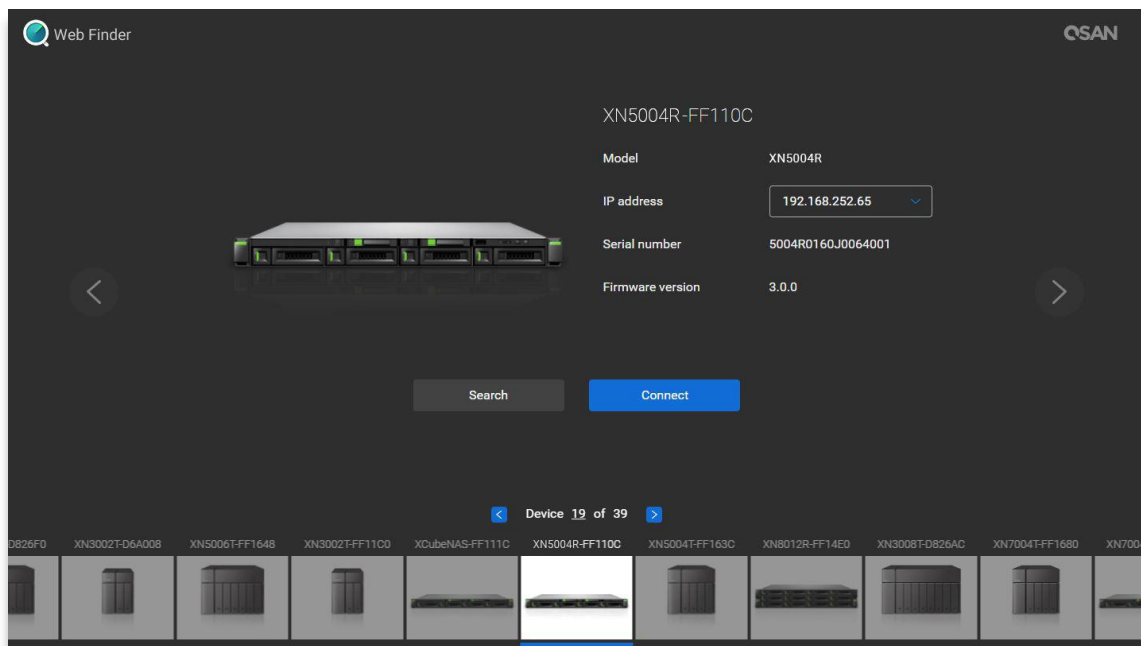 Web Finder
QSAN
XN5004R-FF110C
Model XN5004R
IP address 192.168.252.65
Serial number 5004R0160J0064001
Firmware version 3.0.0
Search Connect
Device 19 of 39
D826F0 XN3002T-D6A008 XN5006T-FF1648 XN3002T-FF11C0 XCubeNAS-FF111C XN5004R-FF110C XN5004T-FF163C XN8012R-FF14E0 XN3008T-D826AC XN7004T-FF1680 XN700